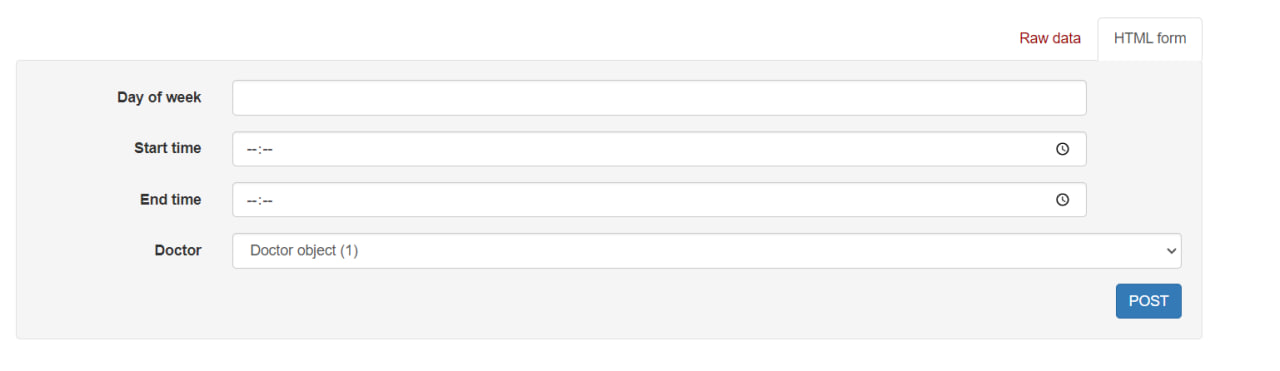 Raw data HTML form
Day of week
Start time --:--
End time --:--
Doctor Doctor object (1)
POST